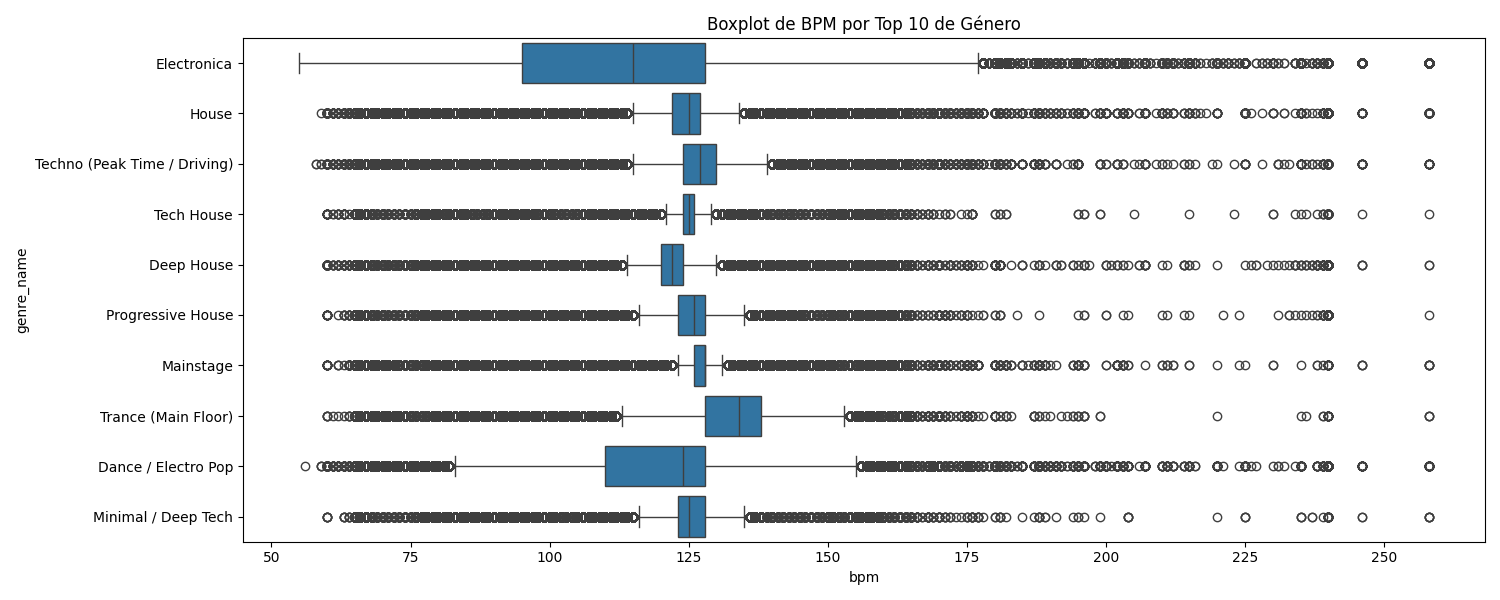 Boxplot de BPM por Top 10 de Género
genre_name
Electronica
House
Techno (Peak Time / Driving)
Tech House
Deep House
Progressive House
Mainstage
Trance (Main Floor)
Dance / Electro Pop
Minimal / Deep Tech
50 75 100 125 150 175 200 225 250
bpm